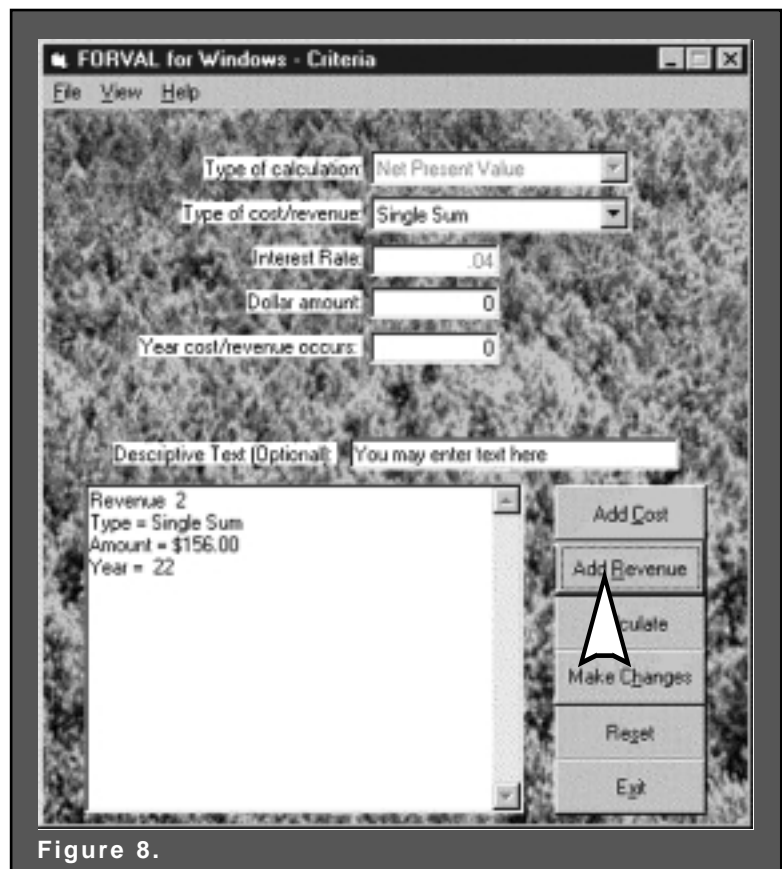 FORVAL for Windows - Criteria
File View Help
Type of calculation: Net Present Value
Type of cost/revenue: Single Sum
Interest Rate: .04
Dollar amount: 0
Year cost/revenue occurs: 0
Descriptive Text (Optional): You may enter text here
Revenue 2
Type = Single Sum
Amount = $156.00
Year = 22
Add Cost
Add Revenue
culate
Make Changes
Reset
Exit
Figure 8.